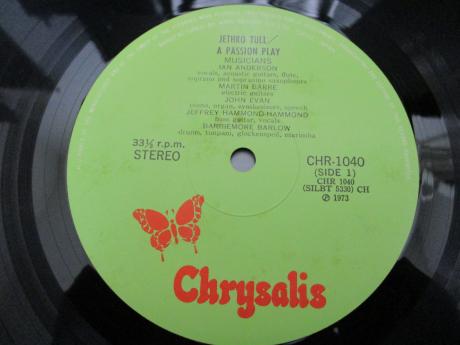 JETHRO TULL/
A PASSION PLAY
MUSICIANS
IAN ANDERSON
vocals, acoustic guitars, flute,
soprano and sopranino saxophones
MARTIN BARRE
electric guitars
JOHN EVAN
piano, organ, synthesisers, speech
JEFFREY HAMMOND-HAMMOND
bass guitar, vocals
BARRIEMORE BARLOW
drums, timpani, glockenspiel, marimba
33⅓ r.p.m.
STEREO
CHR-1040
(SIDE 1)
CHR 1040
(SILBT 5330) CH
Ⓟ 1973
Chrysalis